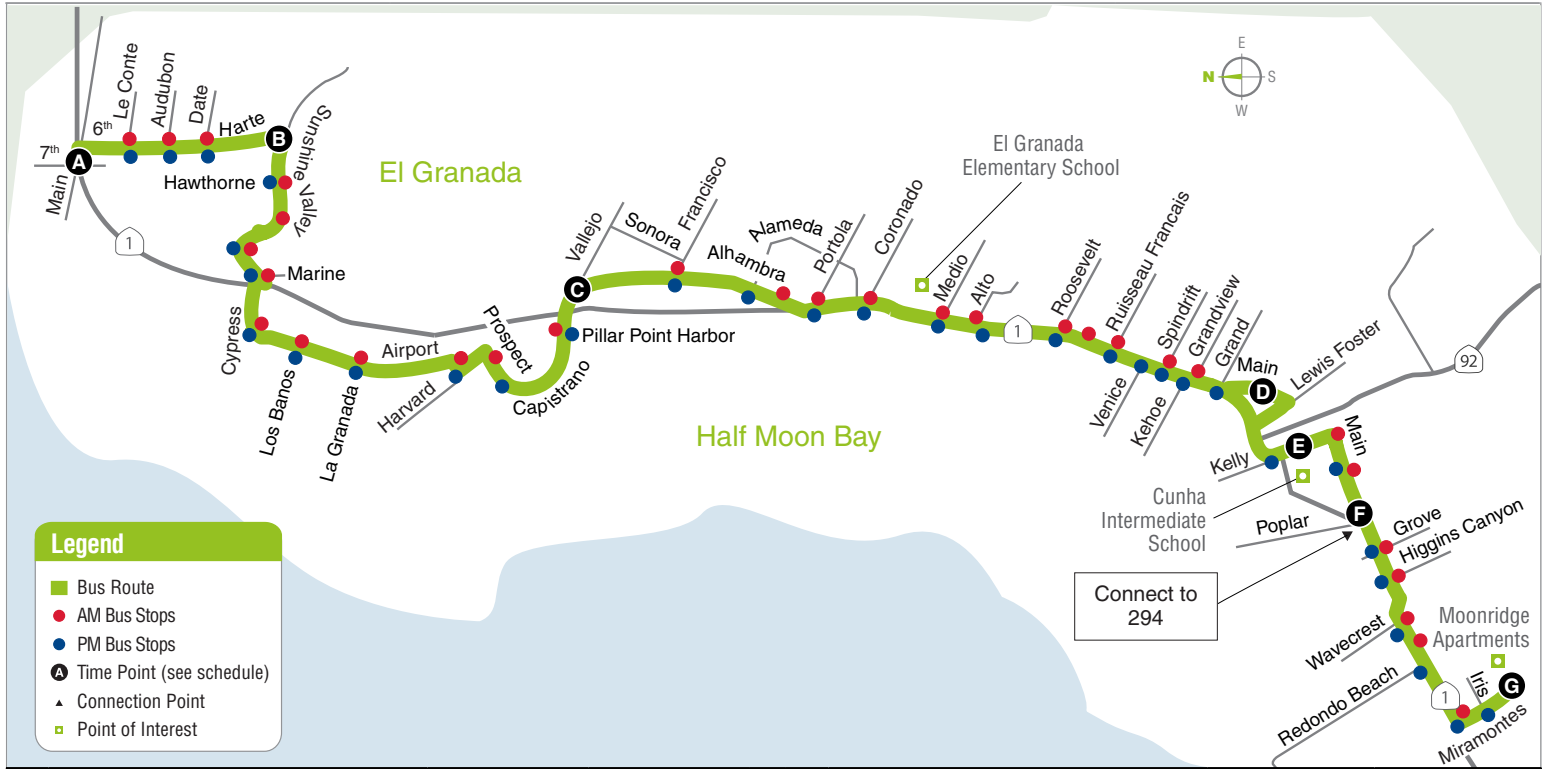 E
N
S
W
Le Conte
Audubon
Date
6th
Harte
B
Sunshine Valley
7th
A
Main
Hawthorne
1
Marine
El Granada
El Granada
Elementary School
Vallejo
Sonora
Francisco
Alhambra
Alameda
Portola
Coronado
C
Medio
Alto
1
Roosevelt
Ruisseau Francais
Spindrift
Grandview
Grand
Main
D
Lewis Foster
92
Cypress
Los Banos
La Granada
Airport
Harvard
Prospect
Capistrano
Pillar Point Harbor
Half Moon Bay
Venice
Kehoe
Kelly
E
Main
Cunha
Intermediate
School
Poplar
F
Grove
Higgins Canyon
Connect to
294
Wavecrest
Moonridge
Apartments
Redondo Beach
1
Iris
G
Miramontes
Legend
Bus Route
AM Bus Stops
PM Bus Stops
A Time Point (see schedule)
Connection Point
Point of Interest